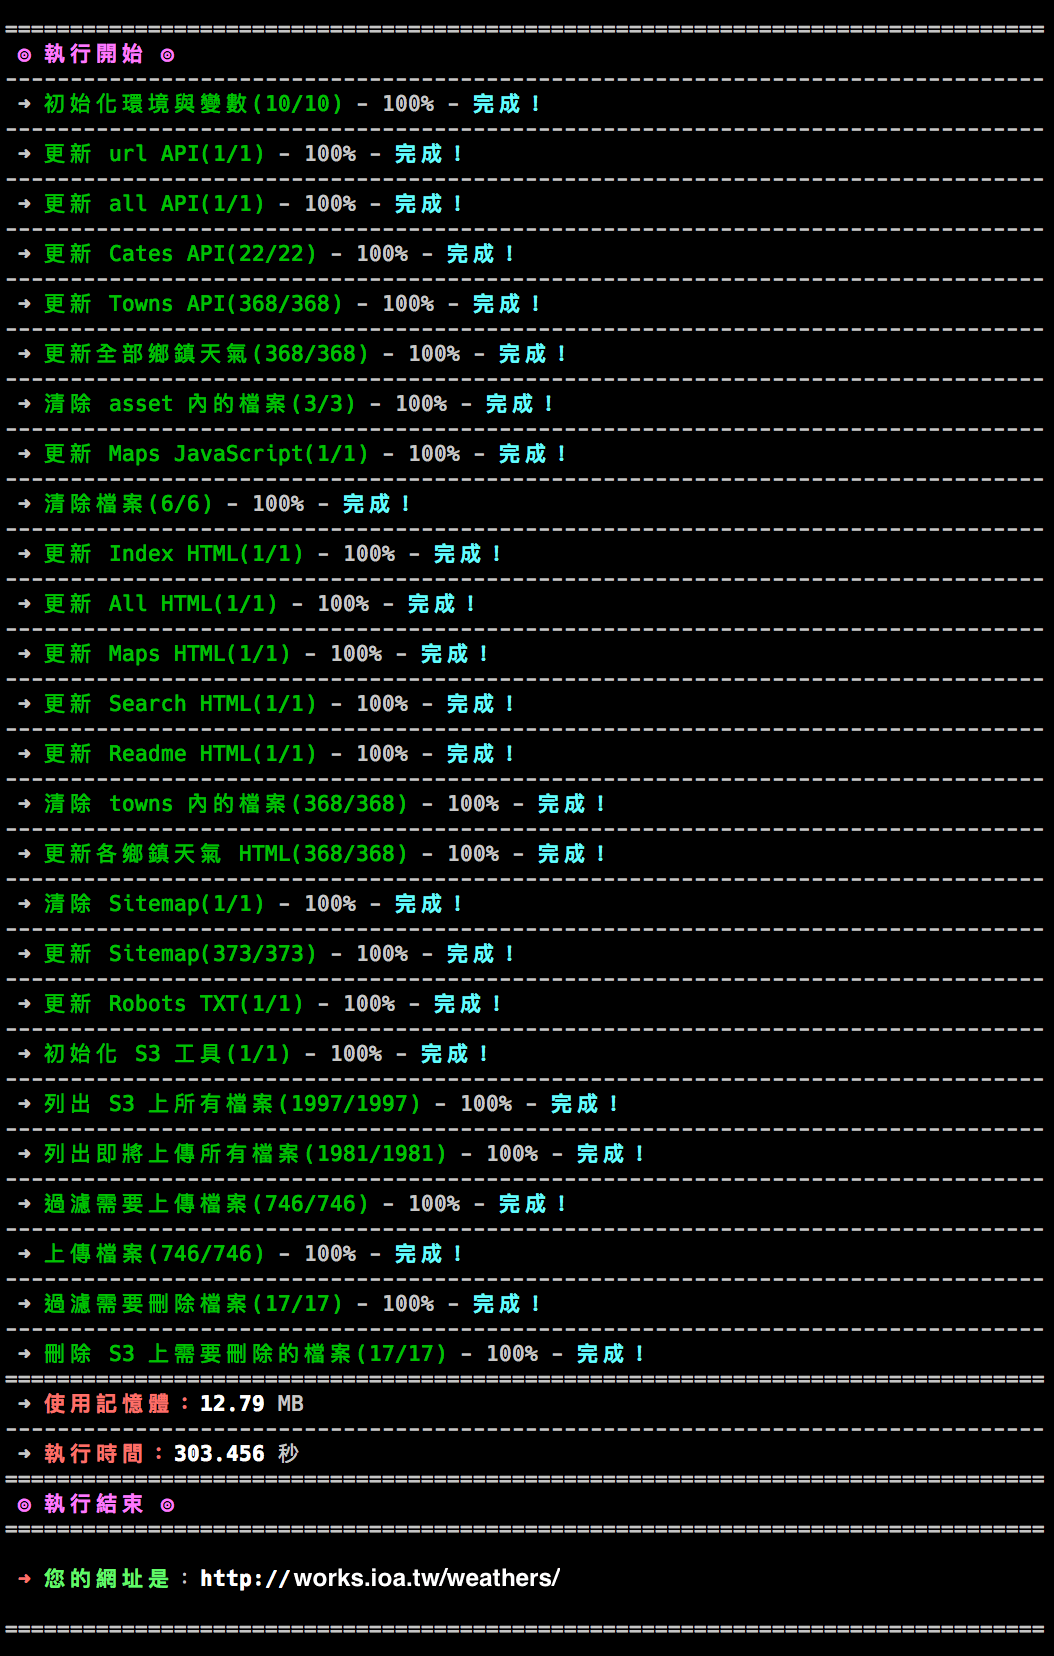 ================================================================================
◎ 執行開始 ◎
--------------------------------------------------------------------------------
➜ 初始化環境與變數(10/10) - 100% - 完成！
--------------------------------------------------------------------------------
➜ 更新 url API(1/1) - 100% - 完成！
--------------------------------------------------------------------------------
➜ 更新 all API(1/1) - 100% - 完成！
--------------------------------------------------------------------------------
➜ 更新 Cates API(22/22) - 100% - 完成！
--------------------------------------------------------------------------------
➜ 更新 Towns API(368/368) - 100% - 完成！
--------------------------------------------------------------------------------
➜ 更新全部鄉鎮天氣(368/368) - 100% - 完成！
--------------------------------------------------------------------------------
➜ 清除 asset 內的檔案(3/3) - 100% - 完成！
--------------------------------------------------------------------------------
➜ 更新 Maps JavaScript(1/1) - 100% - 完成！
--------------------------------------------------------------------------------
➜ 清除檔案(6/6) - 100% - 完成！
--------------------------------------------------------------------------------
➜ 更新 Index HTML(1/1) - 100% - 完成！
--------------------------------------------------------------------------------
➜ 更新 All HTML(1/1) - 100% - 完成！
--------------------------------------------------------------------------------
➜ 更新 Maps HTML(1/1) - 100% - 完成！
--------------------------------------------------------------------------------
➜ 更新 Search HTML(1/1) - 100% - 完成！
--------------------------------------------------------------------------------
➜ 更新 Readme HTML(1/1) - 100% - 完成！
--------------------------------------------------------------------------------
➜ 清除 towns 內的檔案(368/368) - 100% - 完成！
--------------------------------------------------------------------------------
➜ 更新各鄉鎮天氣 HTML(368/368) - 100% - 完成！
--------------------------------------------------------------------------------
➜ 清除 Sitemap(1/1) - 100% - 完成！
--------------------------------------------------------------------------------
➜ 更新 Sitemap(373/373) - 100% - 完成！
--------------------------------------------------------------------------------
➜ 更新 Robots TXT(1/1) - 100% - 完成！
--------------------------------------------------------------------------------
➜ 初始化 S3 工具(1/1) - 100% - 完成！
--------------------------------------------------------------------------------
➜ 列出 S3 上所有檔案(1997/1997) - 100% - 完成！
--------------------------------------------------------------------------------
➜ 列出即將上傳所有檔案(1981/1981) - 100% - 完成！
--------------------------------------------------------------------------------
➜ 過濾需要上傳檔案(746/746) - 100% - 完成！
--------------------------------------------------------------------------------
➜ 上傳檔案(746/746) - 100% - 完成！
--------------------------------------------------------------------------------
➜ 過濾需要刪除檔案(17/17) - 100% - 完成！
--------------------------------------------------------------------------------
➜ 刪除 S3 上需要刪除的檔案(17/17) - 100% - 完成！
================================================================================
➜ 使用記憶體：12.79 MB
--------------------------------------------------------------------------------
➜ 執行時間：303.456 秒
================================================================================
◎ 執行結束 ◎
================================================================================
➜ 您的網址是：http://works.ioa.tw/weathers/
================================================================================